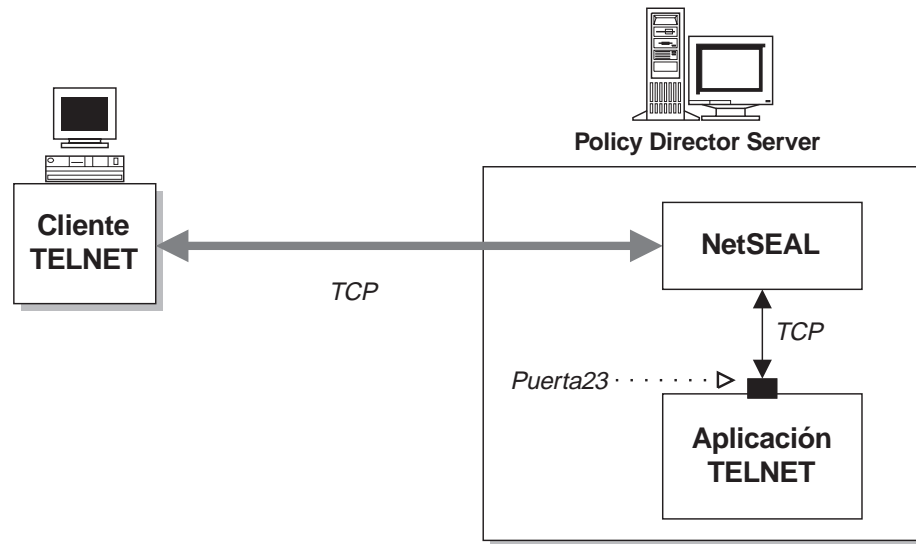 Policy Director Server
Cliente
TELNET
NetSEAL
TCP
TCP
Puerta23
Aplicación
TELNET